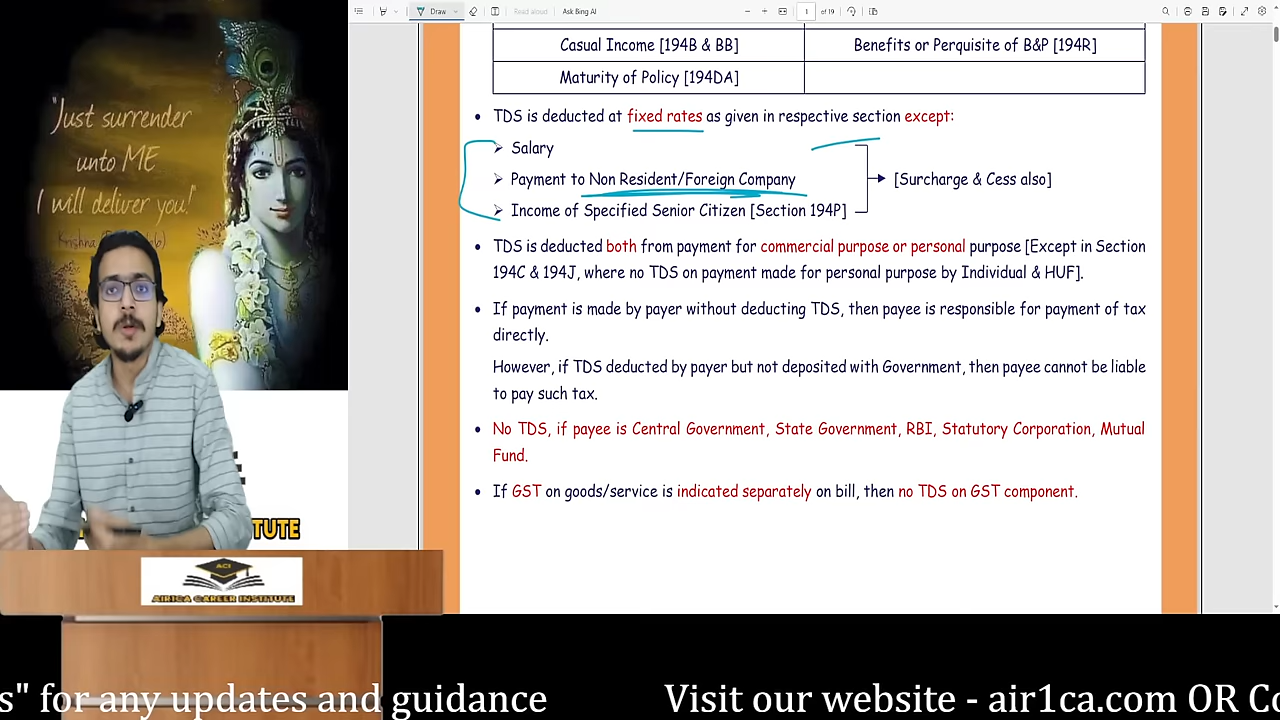 Draw
Read aloud
Ask Bing AI
1
of 19
"Just surrender
unto ME
I will deliver you!"
Casual Income [194B & BB]
Benefits or Perquisite of B&P [194R]
Maturity of Policy [194DA]
• TDS is deducted at fixed rates as given in respective section except:
➢ Salary
➢ Payment to Non Resident/Foreign Company
[Surcharge & Cess also]
➢ Income of Specified Senior Citizen [Section 194P]
• TDS is deducted both from payment for commercial purpose or personal purpose [Except in Section
194C & 194J, where no TDS on payment made for personal purpose by Individual & HUF].
• If payment is made by payer without deducting TDS, then payee is responsible for payment of tax
directly.
However, if TDS deducted by payer but not deposited with Government, then payee cannot be liable
to pay such tax.
• No TDS, if payee is Central Government, State Government, RBI, Statutory Corporation, Mutual
Fund.
• If GST on goods/service is indicated separately on bill, then no TDS on GST component.
TUTE
ACI
AIR1CA CAREER INSTITUTE
s" for any updates and guidance
Visit our website - air1ca.com OR Co